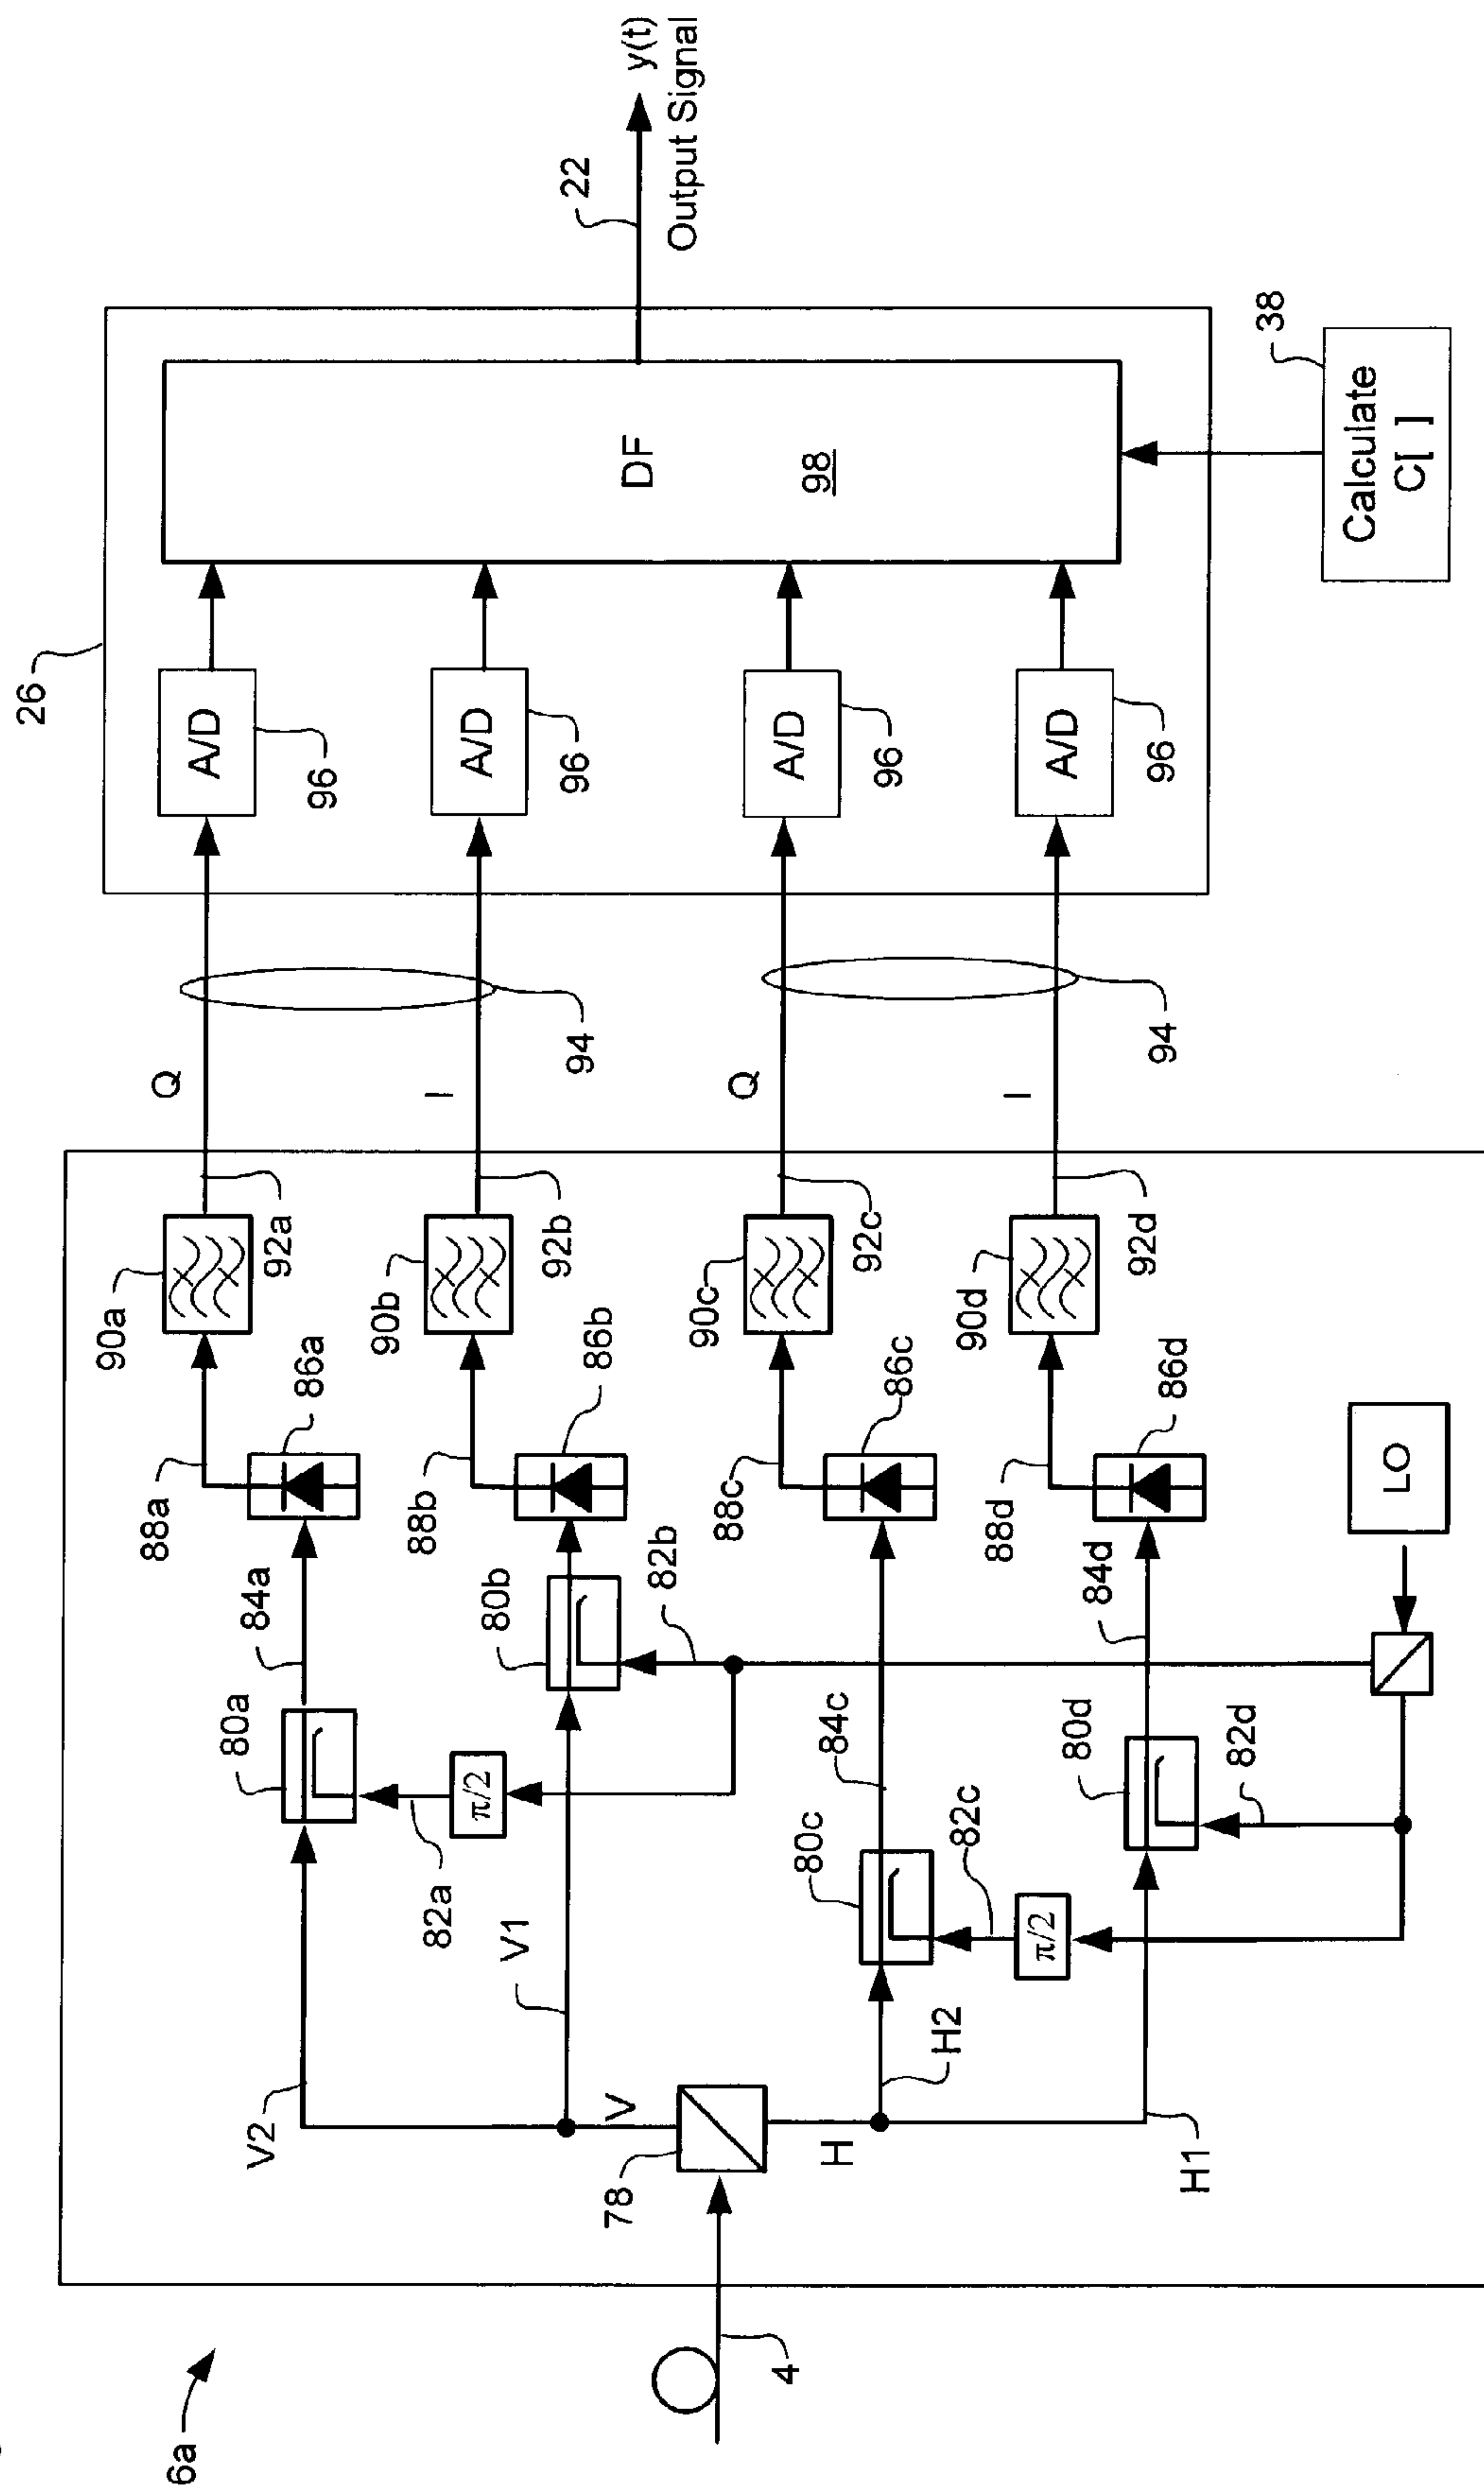 6a
4
78
V
H
V2
V1
H2
H1
82a
π/2
80a
84a
80b
82b
82c
π/2
80c
84c
80d
82d
84d
LO
88a
86a
88b
86b
88c
86c
88d
86d
90a
92a
90b
92b
90c
92c
90d
92d
Q
I
Q
I
94
94
26
A/D
96
A/D
96
A/D
96
A/D
96
DF
98
38
Calculate
C[ ]
22
y(t)
Output Signal